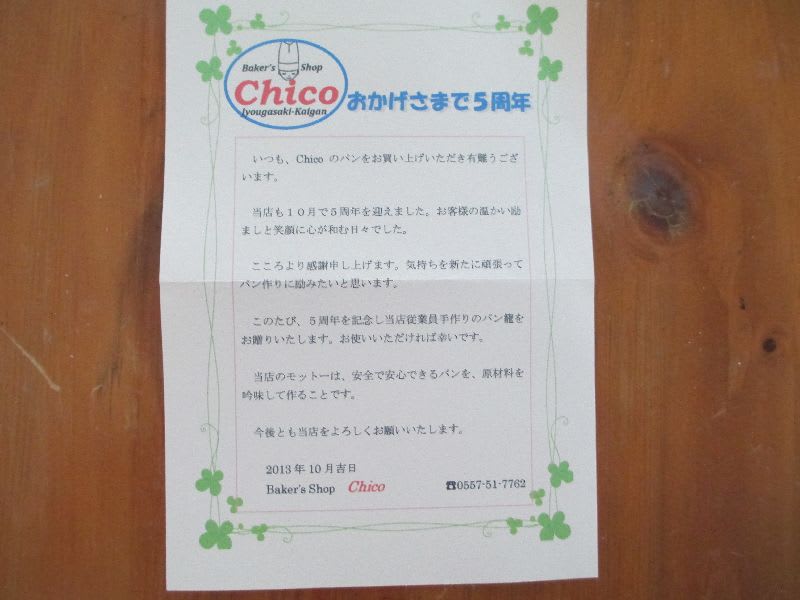 Baker's Shop
Chico
Iyougasaki-Kaigan
おかげさまで５周年
いつも、Chico のパンをお買い上げいただき有難うござ
います。
当店も１０月で５周年を迎えました。お客様の温かい励
ましと笑顔に心が和む日々でした。
こころより感謝申し上げます。気持ちを新たに頑張って
パン作りに励みたいと思います。
このたび、５周年を記念し当店従業員手作りのパン籠を
お贈りいたします。お使いいただければ幸いです。
当店のモットーは、安全で安心できるパンを、原材料を
吟味して作ることです。
今後とも当店をよろしくお願いいたします。
2013 年 10 月吉日
Baker's Shop Chico ☎0557-51-7762